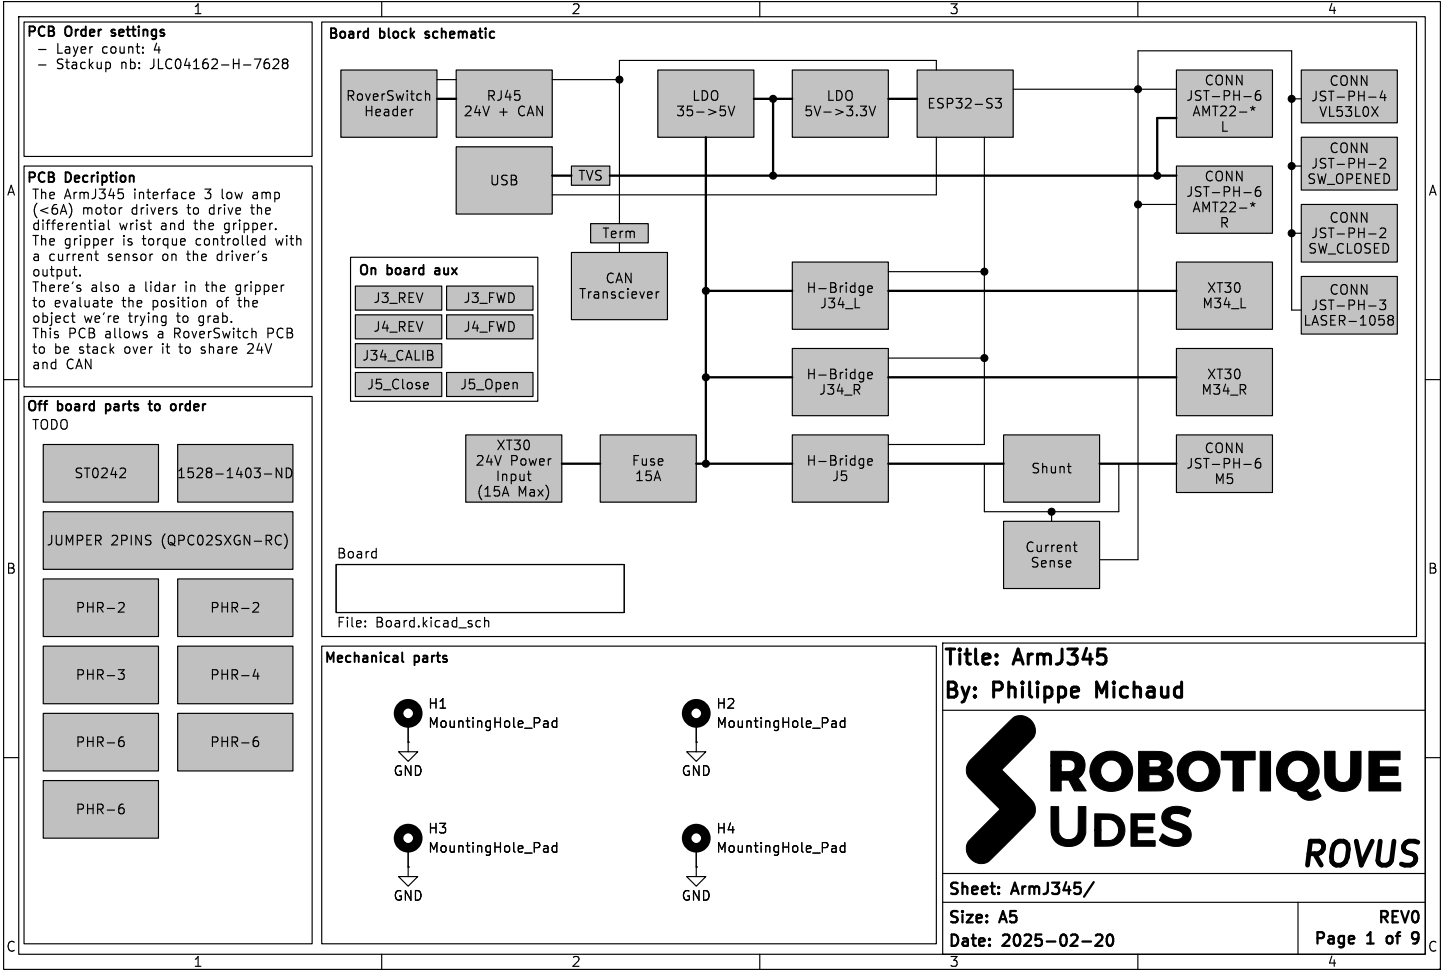 1
2
3
4
PCB Order settings
- Layer count: 4
- Stackup nb: JLC04162-H-7628
PCB Decription
The ArmJ345 interface 3 low amp
(<6A) motor drivers to drive the
differential wrist and the gripper.
The gripper is torque controlled with
a current sensor on the driver's
output.
There's also a lidar in the gripper
to evaluate the position of the
object we're trying to grab.
This PCB allows a RoverSwitch PCB
to be stack over it to share 24V
and CAN
Off board parts to order
TODO
ST0242
1528-1403-ND
JUMPER 2PINS (QPC02SXGN-RC)
PHR-2
PHR-2
PHR-3
PHR-4
PHR-6
PHR-6
PHR-6
Board block schematic
RoverSwitch
Header
RJ45
24V + CAN
LDO
35->5V
LDO
5V->3.3V
ESP32-S3
CONN
JST-PH-6
AMT22-*
L
CONN
JST-PH-4
VL53L0X
USB
TVS
CONN
JST-PH-6
AMT22-*
R
CONN
JST-PH-2
SW_OPENED
CONN
JST-PH-2
SW_CLOSED
Term
CAN
Transciever
On board aux
J3_REV
J3_FWD
J4_REV
J4_FWD
J34_CALIB
J5_Close
J5_Open
H-Bridge
J34_L
XT30
M34_L
CONN
JST-PH-3
LASER-1058
H-Bridge
J34_R
XT30
M34_R
XT30
24V Power
Input
(15A Max)
Fuse
15A
H-Bridge
J5
Shunt
CONN
JST-PH-6
M5
Current
Sense
Board
File: Board.kicad_sch
Mechanical parts
H1
MountingHole_Pad
GND
H2
MountingHole_Pad
GND
H3
MountingHole_Pad
GND
H4
MountingHole_Pad
GND
Title: ArmJ345
By: Philippe Michaud
ROBOTIQUE
UDES
ROVUS
Sheet: ArmJ345/
Size: A5
Date: 2025-02-20
REV0
Page 1 of 9
A
B
C
A
B
C
1
2
3
4